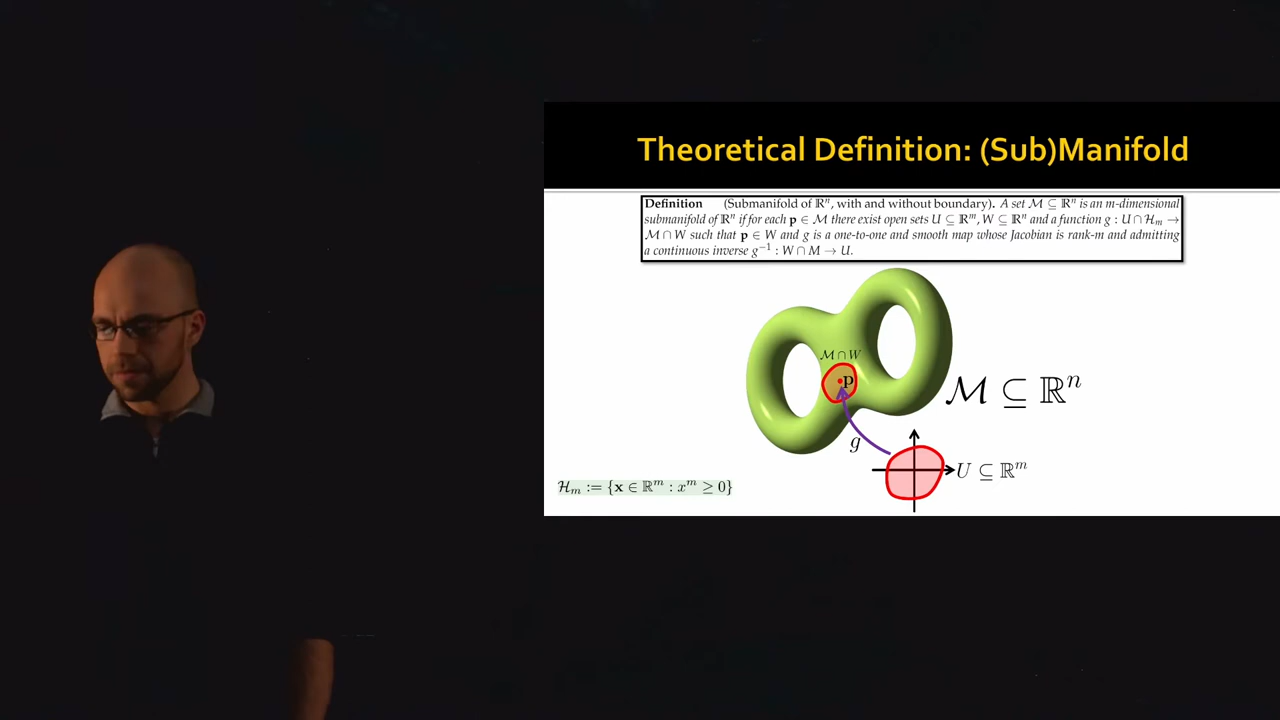 Theoretical Definition: (Sub)Manifold
Definition (Submanifold of ℝⁿ, with and without boundary). A set ℳ ⊆ ℝⁿ is an m-dimensional
submanifold of ℝⁿ if for each p ∈ ℳ there exist open sets U ⊆ ℝᵐ, W ⊆ ℝⁿ and a function g : U ∩ ℋₘ →
ℳ ∩ W such that p ∈ W and g is a one-to-one and smooth map whose Jacobian is rank-m and admitting
a continuous inverse g⁻¹ : W ∩ M → U.
ℳ ∩ W
p
ℳ ⊆ ℝⁿ
g
U ⊆ ℝᵐ
ℋₘ := {x ∈ ℝᵐ : xᵐ ≥ 0}